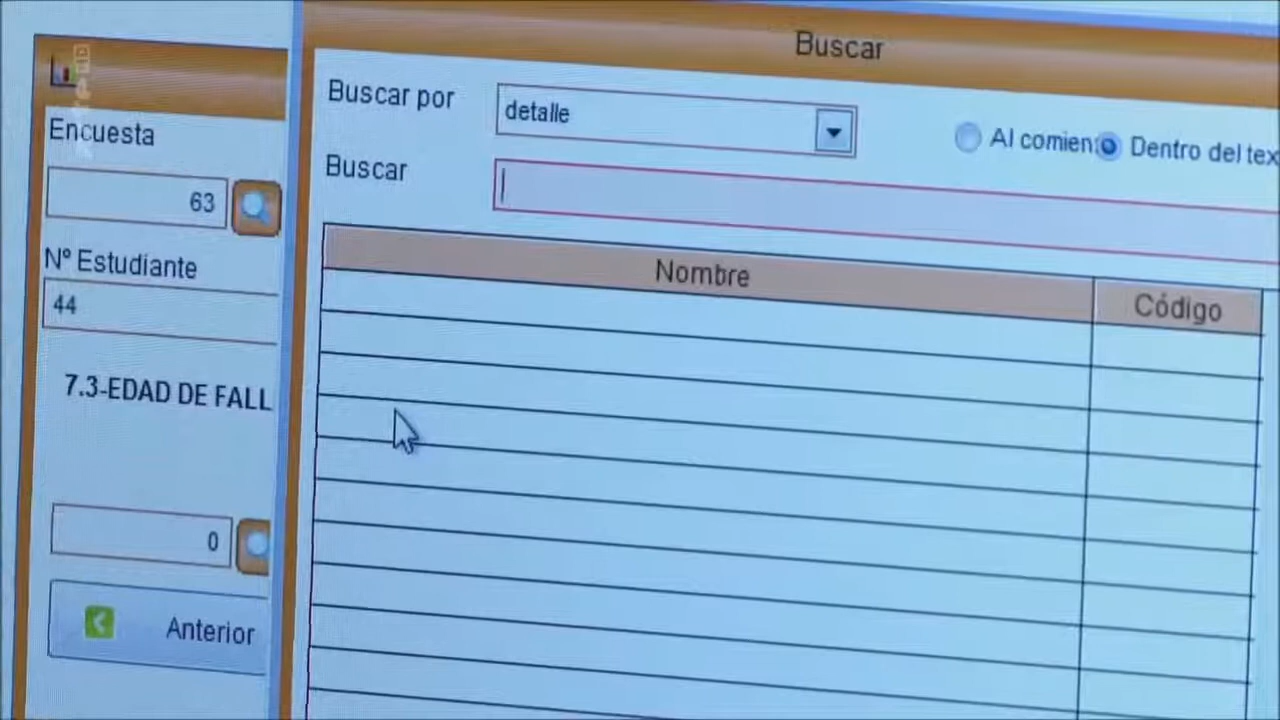 Buscar
Buscar por
detalle
Al comien
Dentro del tex
Buscar
Nombre
Código
Encuesta
63
Nº Estudiante
44
7.3-EDAD DE FALL
0
Anterior